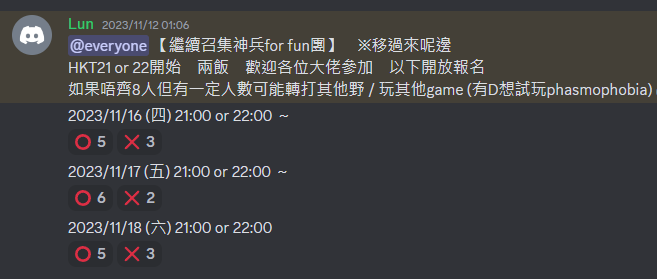 Lun 2023/11/12 01:06
@everyone 【 繼續召集神兵for fun團 】　※移過來呢邊
HKT21 or 22開始　兩飯　歡迎各位大佬參加　以下開放報名
如果唔齊8人但有一定人數可能轉打其他野 / 玩其他game (有D想試玩phasmophobia)
2023/11/16 (四) 21:00 or 22:00 ～
5 3
2023/11/17 (五) 21:00 or 22:00 ～
6 2
2023/11/18 (六) 21:00 or 22:00
5 3